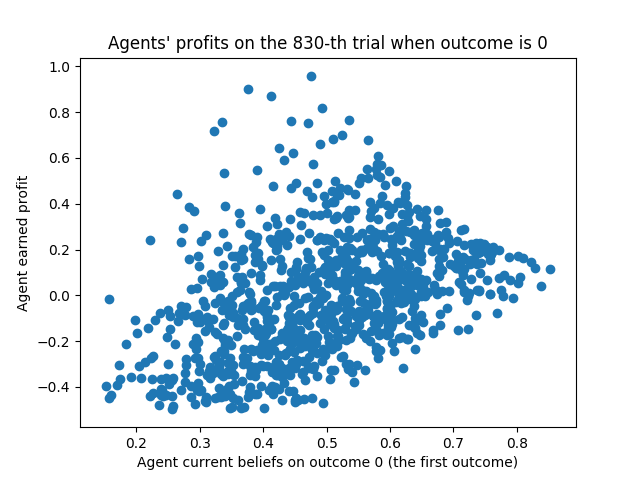 Agents' profits on the 830-th trial when outcome is 0
1.0
0.8
0.6
0.4
0.2
0.0
−0.2
−0.4
Agent earned profit
0.2 0.3 0.4 0.5 0.6 0.7 0.8
Agent current beliefs on outcome 0 (the first outcome)